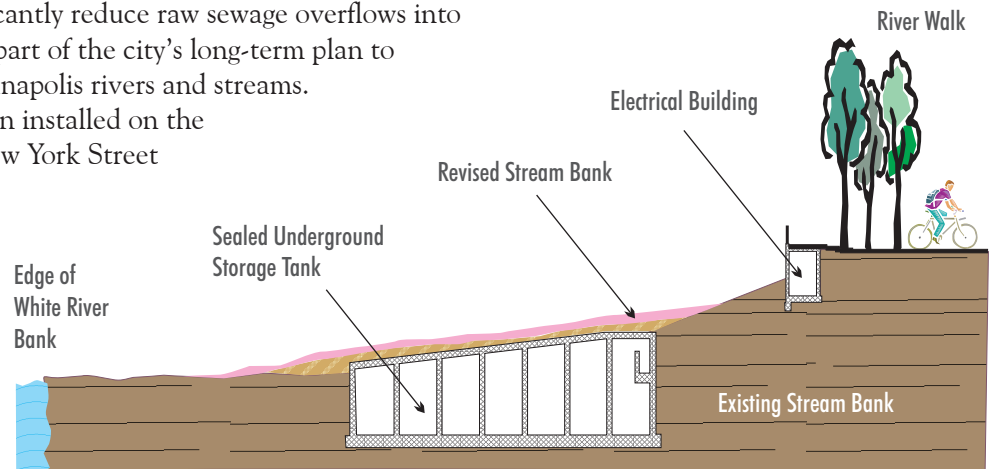 cantly reduce raw sewage overflows into
part of the city's long-term plan to
napolis rivers and streams.
n installed on the
w York Street
River Walk
Electrical Building
Revised Stream Bank
Sealed Underground
Storage Tank
Edge of
White River
Bank
Existing Stream Bank